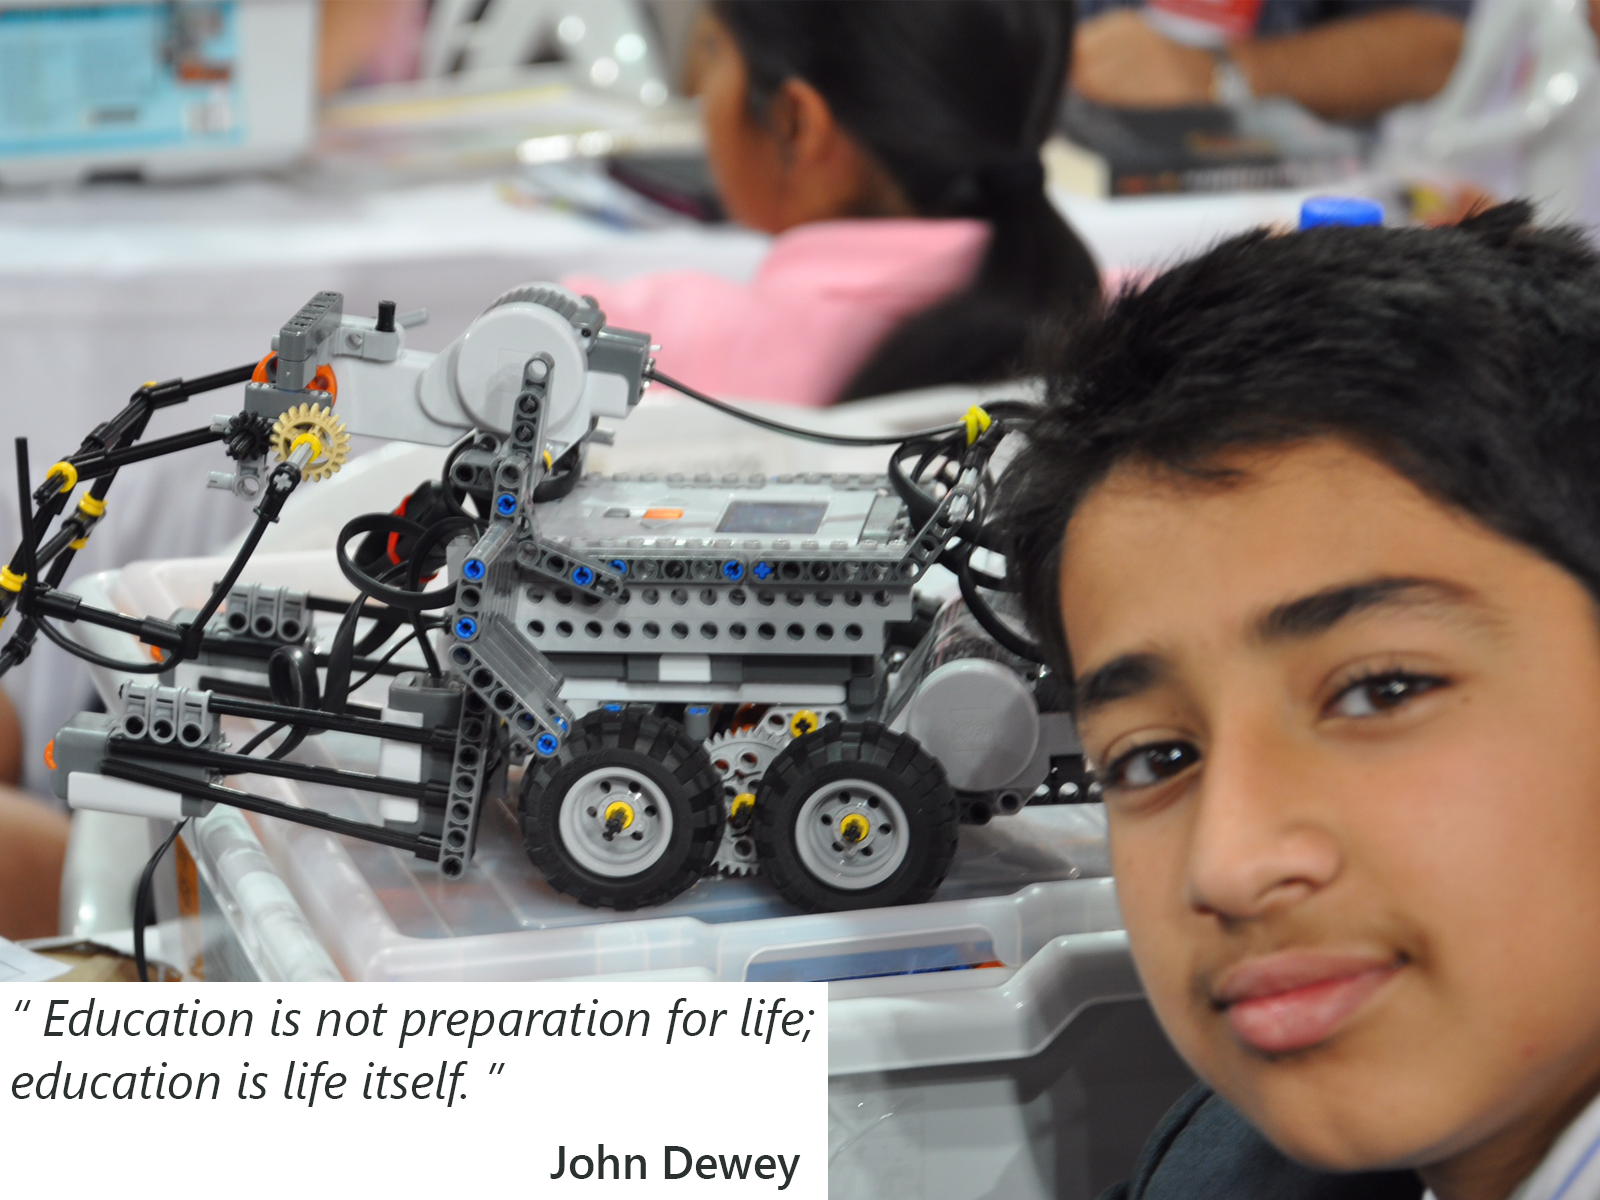 “ Education is not preparation for life;
education is life itself. ”
John Dewey